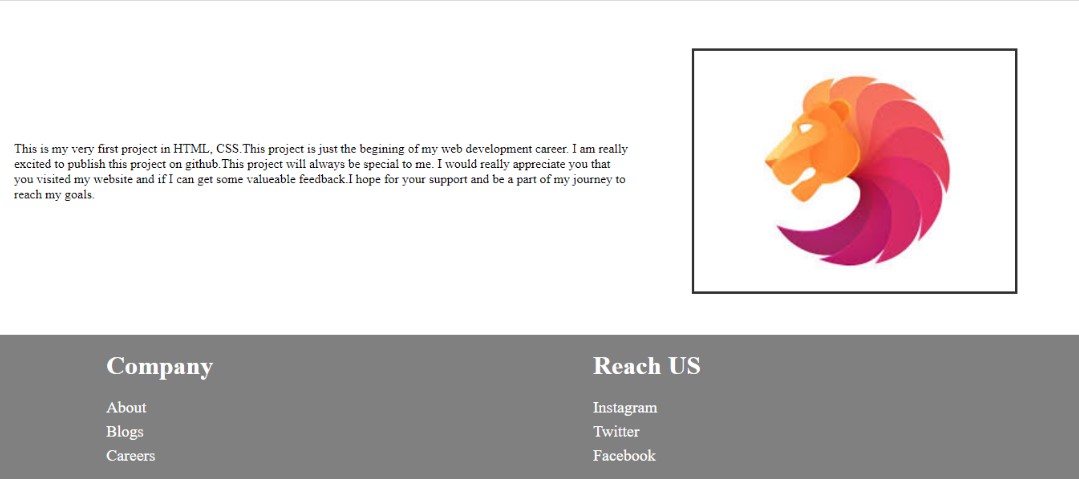 This is my very first project in HTML, CSS.This project is just the begining of my web development career. I am really
excited to publish this project on github.This project will always be special to me. I would really appreciate you that
you visited my website and if I can get some valueable feedback.I hope for your support and be a part of my journey to
reach my goals.
Company
About
Blogs
Careers
Reach US
Instagram
Twitter
Facebook